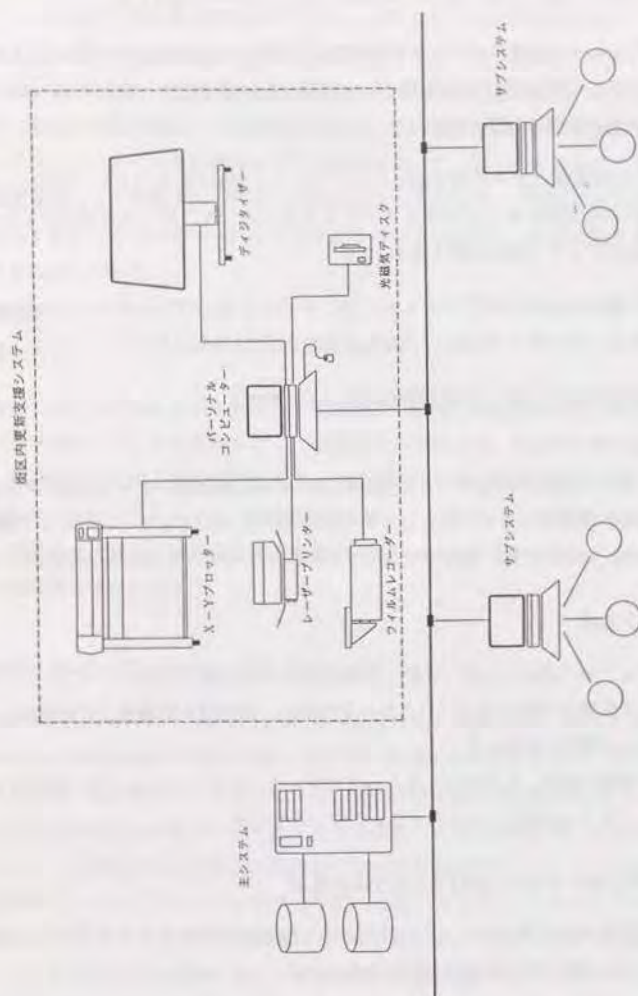 街区内更新支援システム
X－Yプロッター
パーソナル
コンピューター
ディジタイザー
レーザープリンター
フィルムレコーダー
光磁気ディスク
主システム
サブシステム
サブシステム